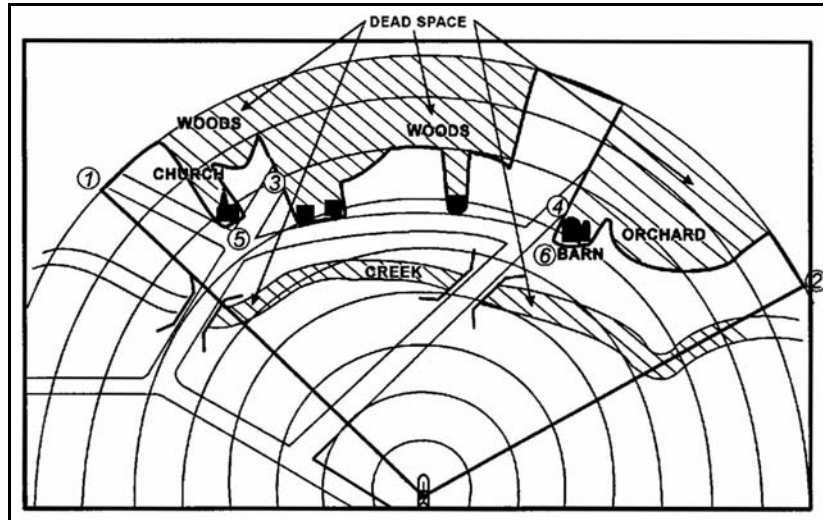 DEAD SPACE
WOODS
WOODS
1
CHURCH
3
4
5
6
BARN
ORCHARD
CREEK
2